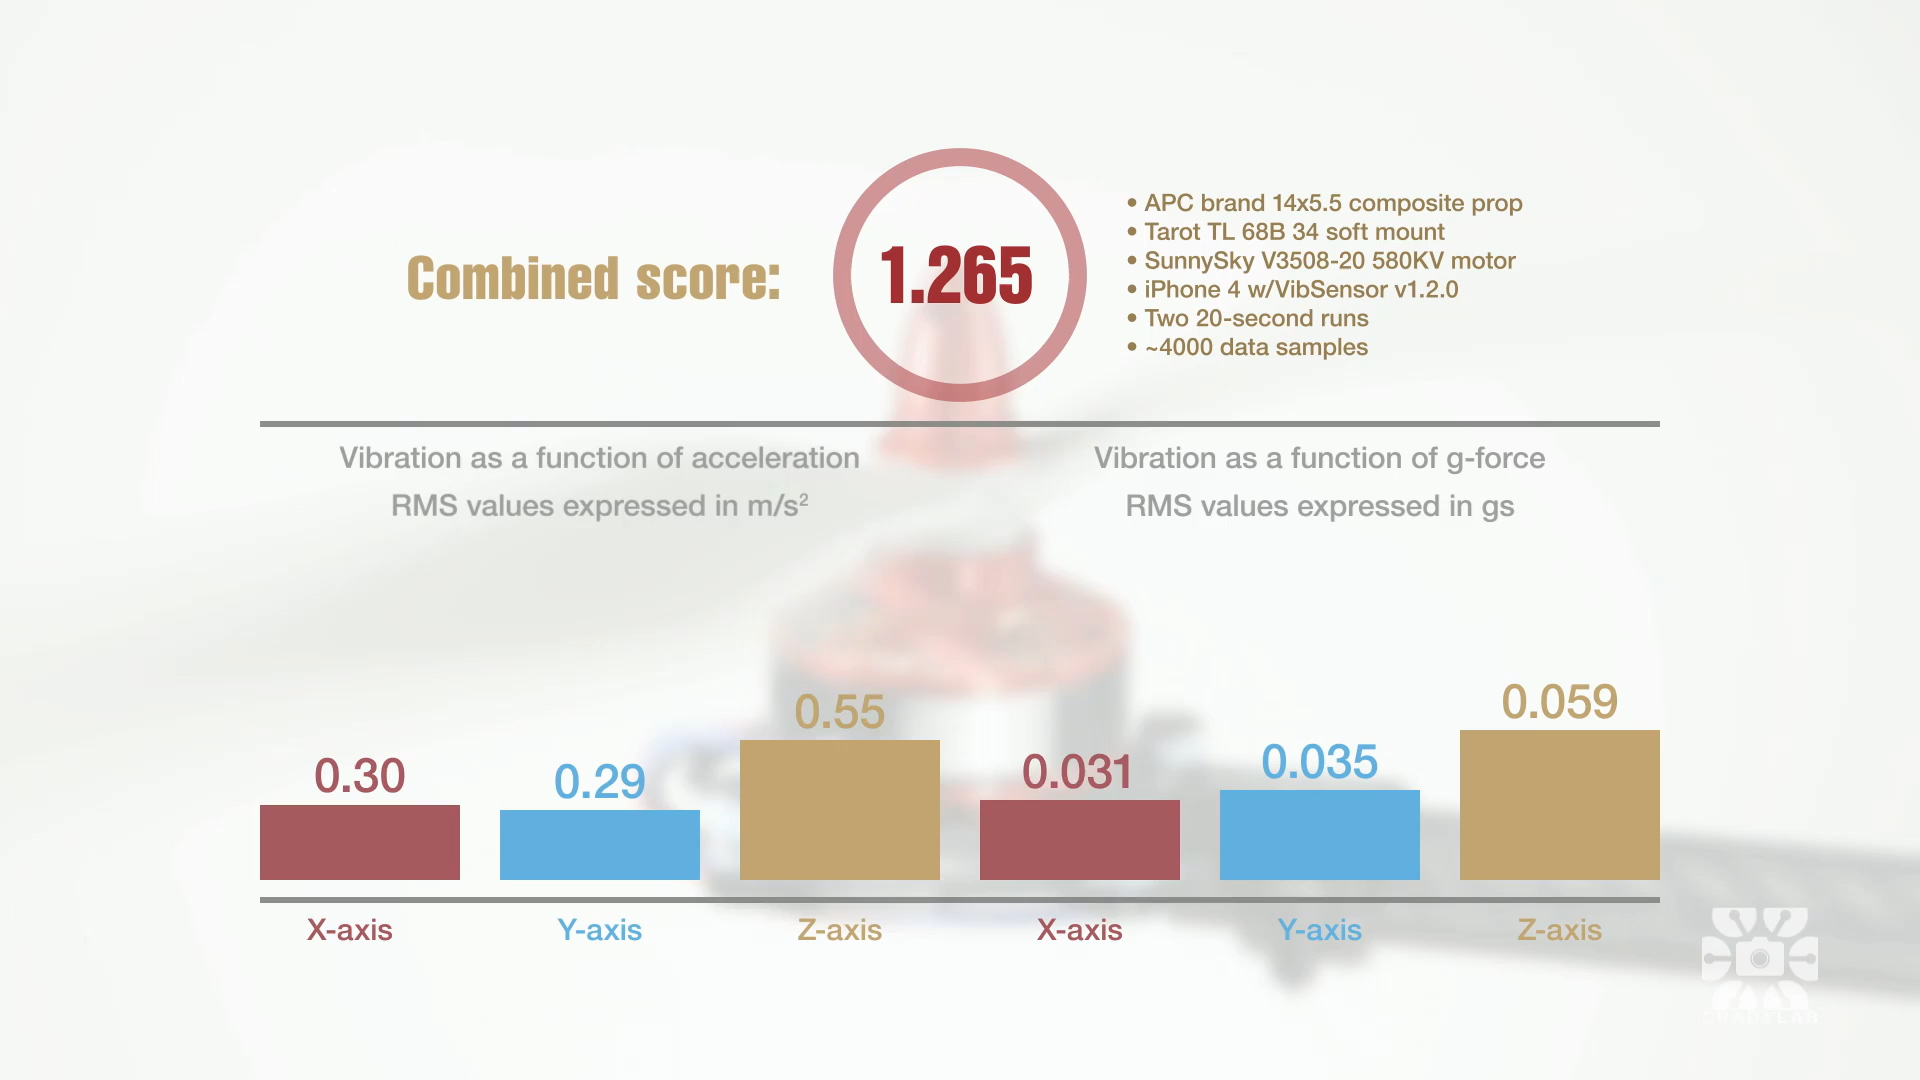 Combined score:
1.265
• APC brand 14x5.5 composite prop
• Tarot TL 68B 34 soft mount
• SunnySky V3508-20 580KV motor
• iPhone 4 w/VibSensor v1.2.0
• Two 20-second runs
• ~4000 data samples
Vibration as a function of acceleration
RMS values expressed in m/s²
Vibration as a function of g-force
RMS values expressed in gs
0.30
0.29
0.55
0.031
0.035
0.059
X-axis
Y-axis
Z-axis
X-axis
Y-axis
Z-axis